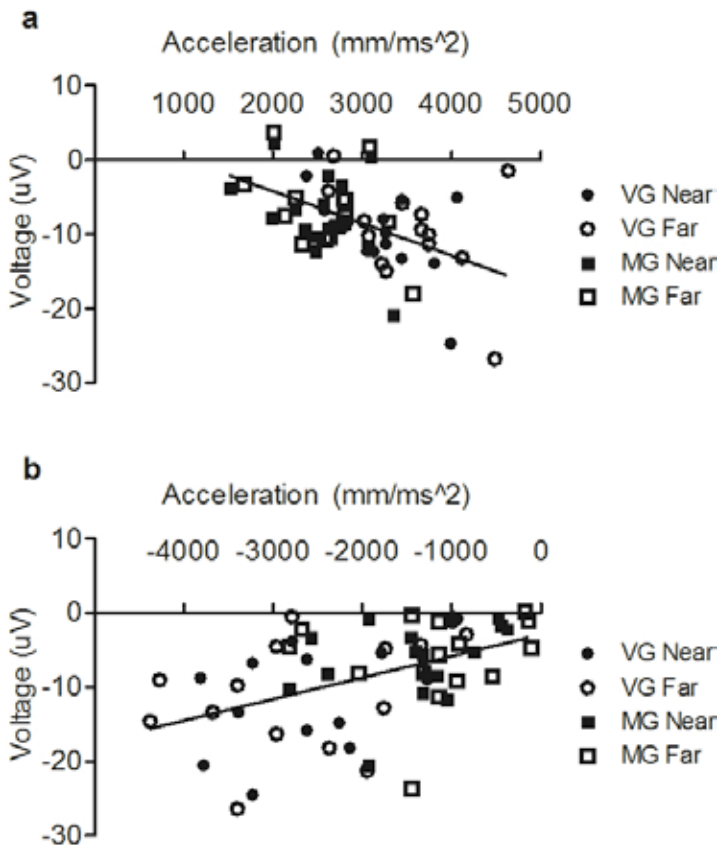 a
Acceleration (mm/ms^2)
1000 2000 3000 4000 5000
10
0
-10
-20
-30
Voltage (uV)
VG Near
VG Far
MG Near
MG Far
b
Acceleration (mm/ms^2)
-4000 -3000 -2000 -1000 0
10
0
-10
-20
-30
Voltage (uV)
VG Near
VG Far
MG Near
MG Far